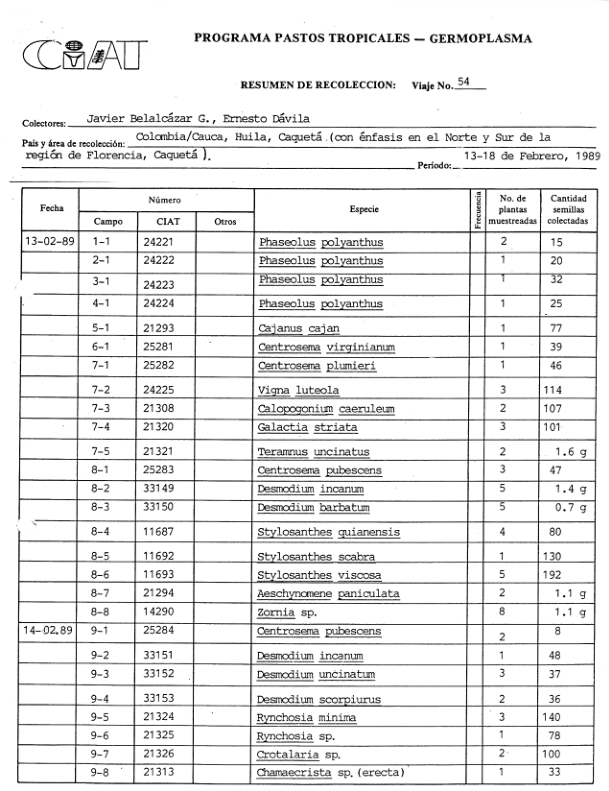 CIAT
PROGRAMA PASTOS TROPICALES — GERMOPLASMA
RESUMEN DE RECOLECCION: Viaje No. 54
Colectores: Javier Belalcázar G., Ernesto Dávila
País y área de recolección: Colombia/Cauca, Huila, Caquetá (con énfasis en el Norte y Sur de la
región de Florencia, Caquetá). Período: 13-18 de Febrero, 1989
Fecha Número Especie Frecuencia No. de plantas muestreadas Cantidad semillas colectadas
Campo CIAT Otros
13-02-89 1-1 24221 Phaseolus polyanthus 2 15
2-1 24222 Phaseolus polyanthus 1 20
3-1 24223 Phaseolus polyanthus 1 32
4-1 24224 Phaseolus polyanthus 1 25
5-1 21293 Cajanus cajan 1 77
6-1 25281 Centrosema virginianum 1 39
7-1 25282 Centrosema plumieri 1 46
7-2 24225 Vigna luteola 3 114
7-3 21308 Calopogonium caeruleum 2 107
7-4 21320 Galactia striata 3 101
7-5 21321 Teramnus uncinatus 2 1.6 g
8-1 25283 Centrosema pubescens 3 47
8-2 33149 Desmodium incanum 5 1.4 g
8-3 33150 Desmodium barbatum 5 0.7 g
8-4 11687 Stylosanthes guianensis 4 80
8-5 11692 Stylosanthes scabra 1 130
8-6 11693 Stylosanthes viscosa 5 192
8-7 21294 Aeschynomene paniculata 2 1.1 g
8-8 14290 Zornia sp. 8 1.1 g
14-02-89 9-1 25284 Centrosema pubescens 2 8
9-2 33151 Desmodium incanum 1 48
9-3 33152 Desmodium uncinatum 3 37
9-4 33153 Desmodium scorpiurus 2 36
9-5 21324 Rynchosia minima 3 140
9-6 21325 Rynchosia sp. 1 78
9-7 21326 Crotalaria sp. 2 100
9-8 21313 Chamaecrista sp. (erecta) 1 33